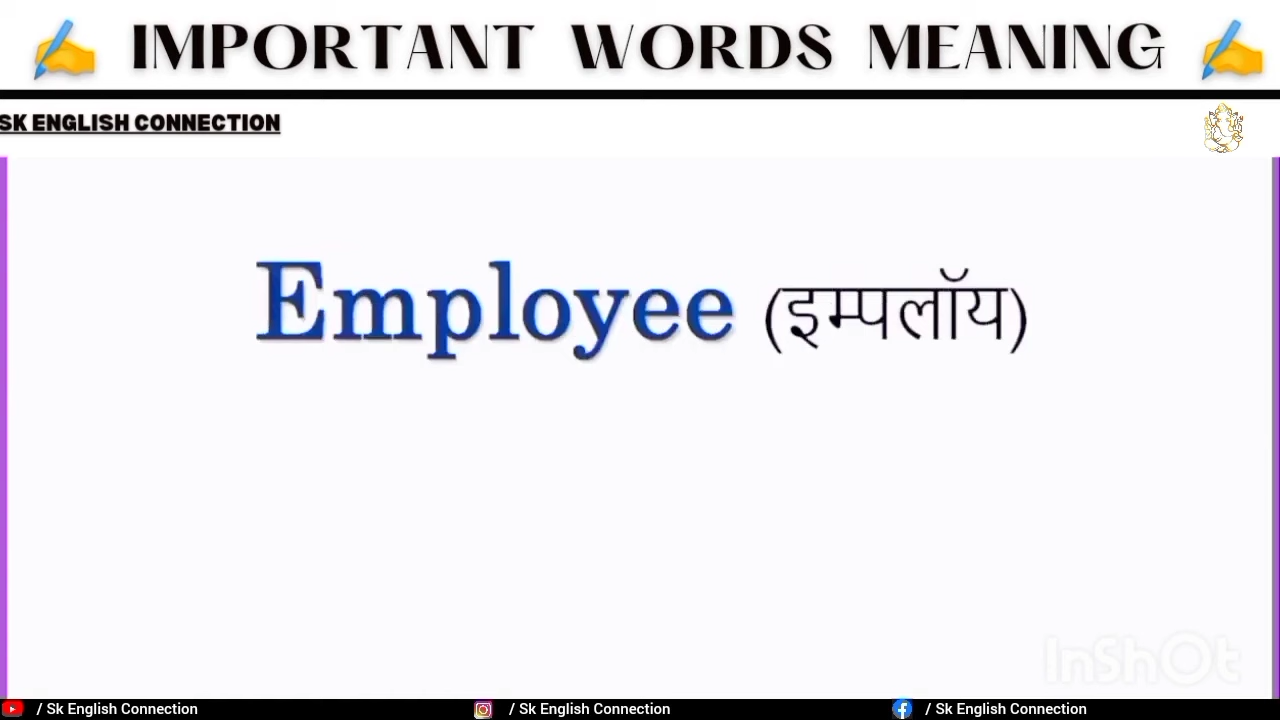 ✍ IMPORTANT WORDS MEANING ✍
SK ENGLISH CONNECTION
Employee (इम्पलॉय)
InShOt
/ Sk English Connection / Sk English Connection / Sk English Connection